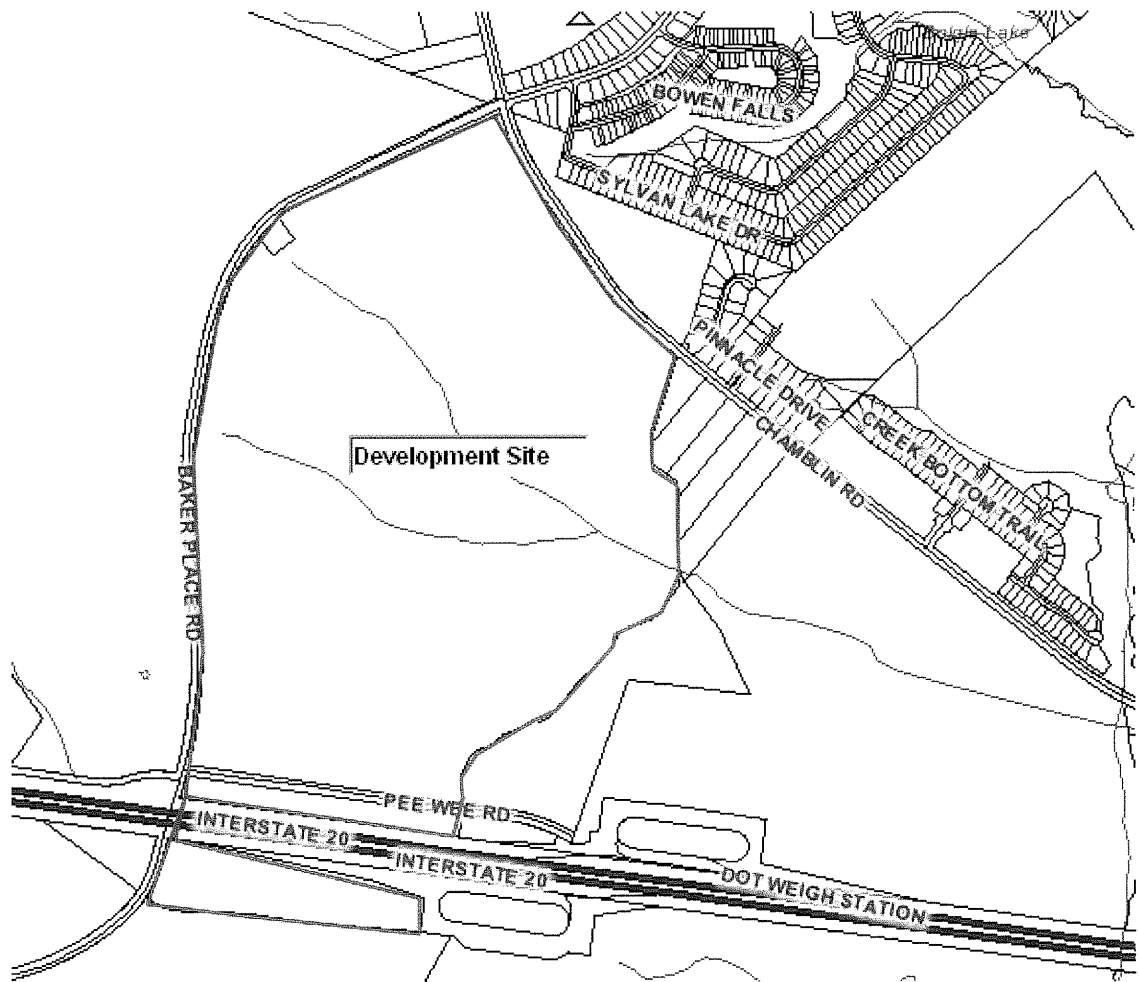 Lake
BOWEN FALLS
SYLVAN LAKE DR
PINNACLE DRIVE
CHAMBLIN RD
CREEK BOTTOM TRAIL
Development Site
BAKER PLACE RD
PEE WEE RD
INTERSTATE 20
INTERSTATE 20
DOT WEIGH STATION